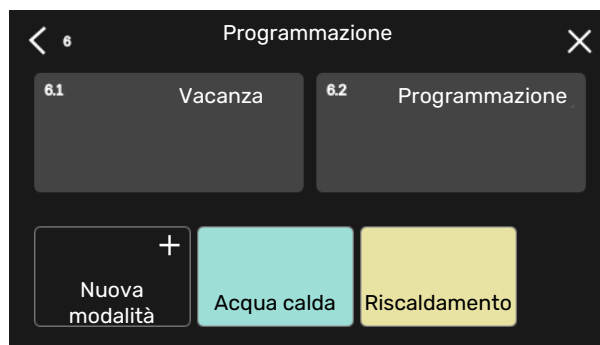 6 Programmazione
6.1 Vacanza
6.2 Programmazione
Nuova
modalità
Acqua calda
Riscaldamento